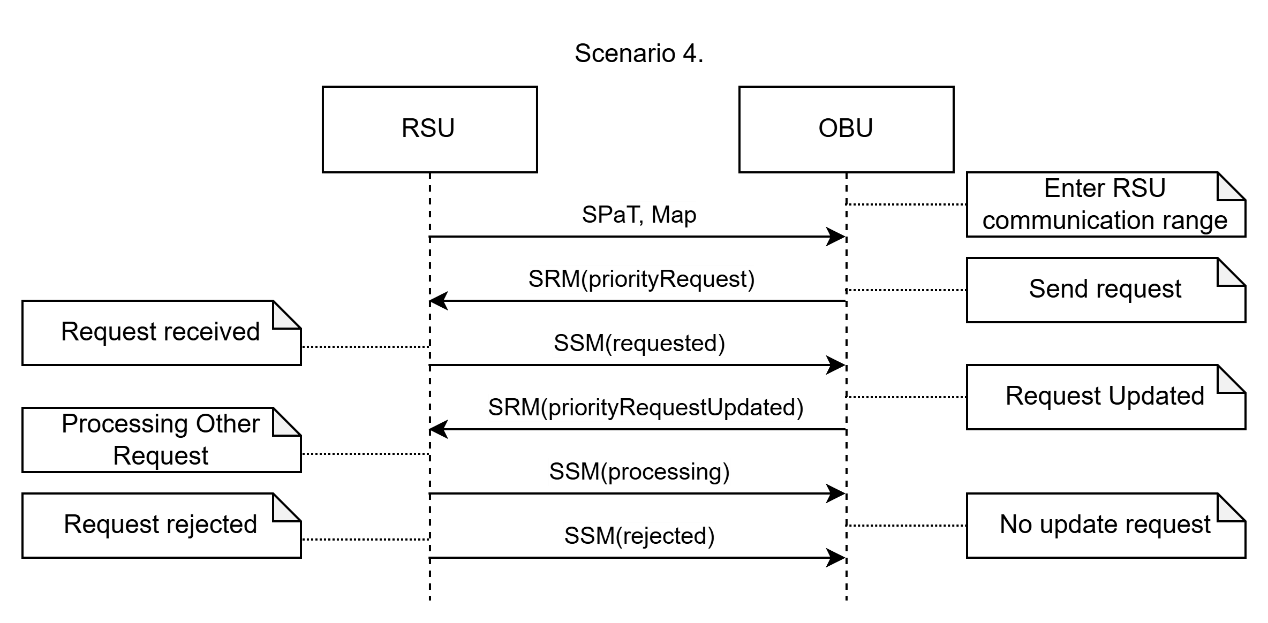 Scenario 4.
RSU
OBU
Enter RSU
communication range
SPaT, Map
SRM(priorityRequest)
Send request
Request received
SSM(requested)
Request Updated
SRM(priorityRequestUpdated)
Processing Other
Request
SSM(processing)
Request rejected
No update request
SSM(rejected)